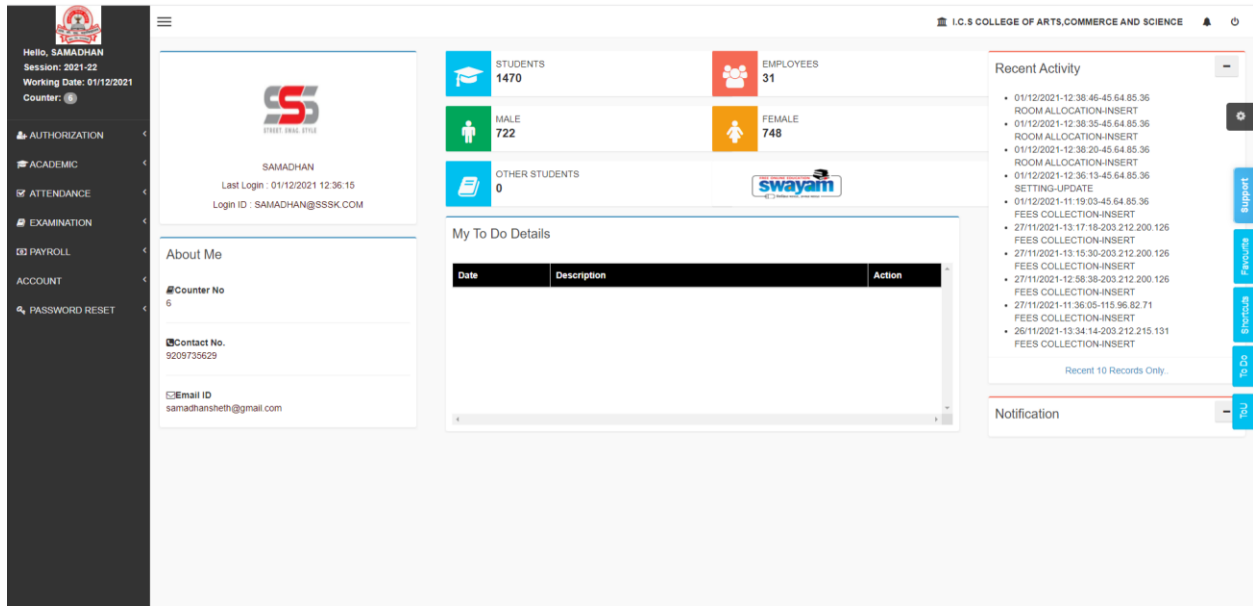 I.C.S COLLEGE OF ARTS,COMMERCE AND SCIENCE
Hello, SAMADHAN
Session: 2021-22
Working Date: 01/12/2021
Counter: 6
AUTHORIZATION
ACADEMIC
ATTENDANCE
EXAMINATION
PAYROLL
ACCOUNT
PASSWORD RESET
SSS
STREET. SWAG. STYLE
SAMADHAN
Last Login : 01/12/2021 12:36:15
Login ID : SAMADHAN@SSSK.COM
About Me
Counter No
6
Contact No.
9209735629
Email ID
samadhansheth@gmail.com
STUDENTS
1470
EMPLOYEES
31
MALE
722
FEMALE
748
OTHER STUDENTS
0
swayam
My To Do Details
Date Description Action
Recent Activity
01/12/2021-12:38:46-45.64.85.36
ROOM ALLOCATION-INSERT
01/12/2021-12:38:35-45.64.85.36
ROOM ALLOCATION-INSERT
01/12/2021-12:38:20-45.64.85.36
ROOM ALLOCATION-INSERT
01/12/2021-12:36:13-45.64.85.36
SETTING-UPDATE
01/12/2021-11:19:03-45.64.85.36
FEES COLLECTION-INSERT
27/11/2021-13:17:18-203.212.200.126
FEES COLLECTION-INSERT
27/11/2021-13:15:30-203.212.200.126
FEES COLLECTION-INSERT
27/11/2021-12:58:38-203.212.200.126
FEES COLLECTION-INSERT
27/11/2021-11:36:05-115.96.82.71
FEES COLLECTION-INSERT
26/11/2021-13:34:14-203.212.215.131
FEES COLLECTION-INSERT
Recent 10 Records Only..
Notification
Support
Favourite
Shortcuts
To Do
ToU